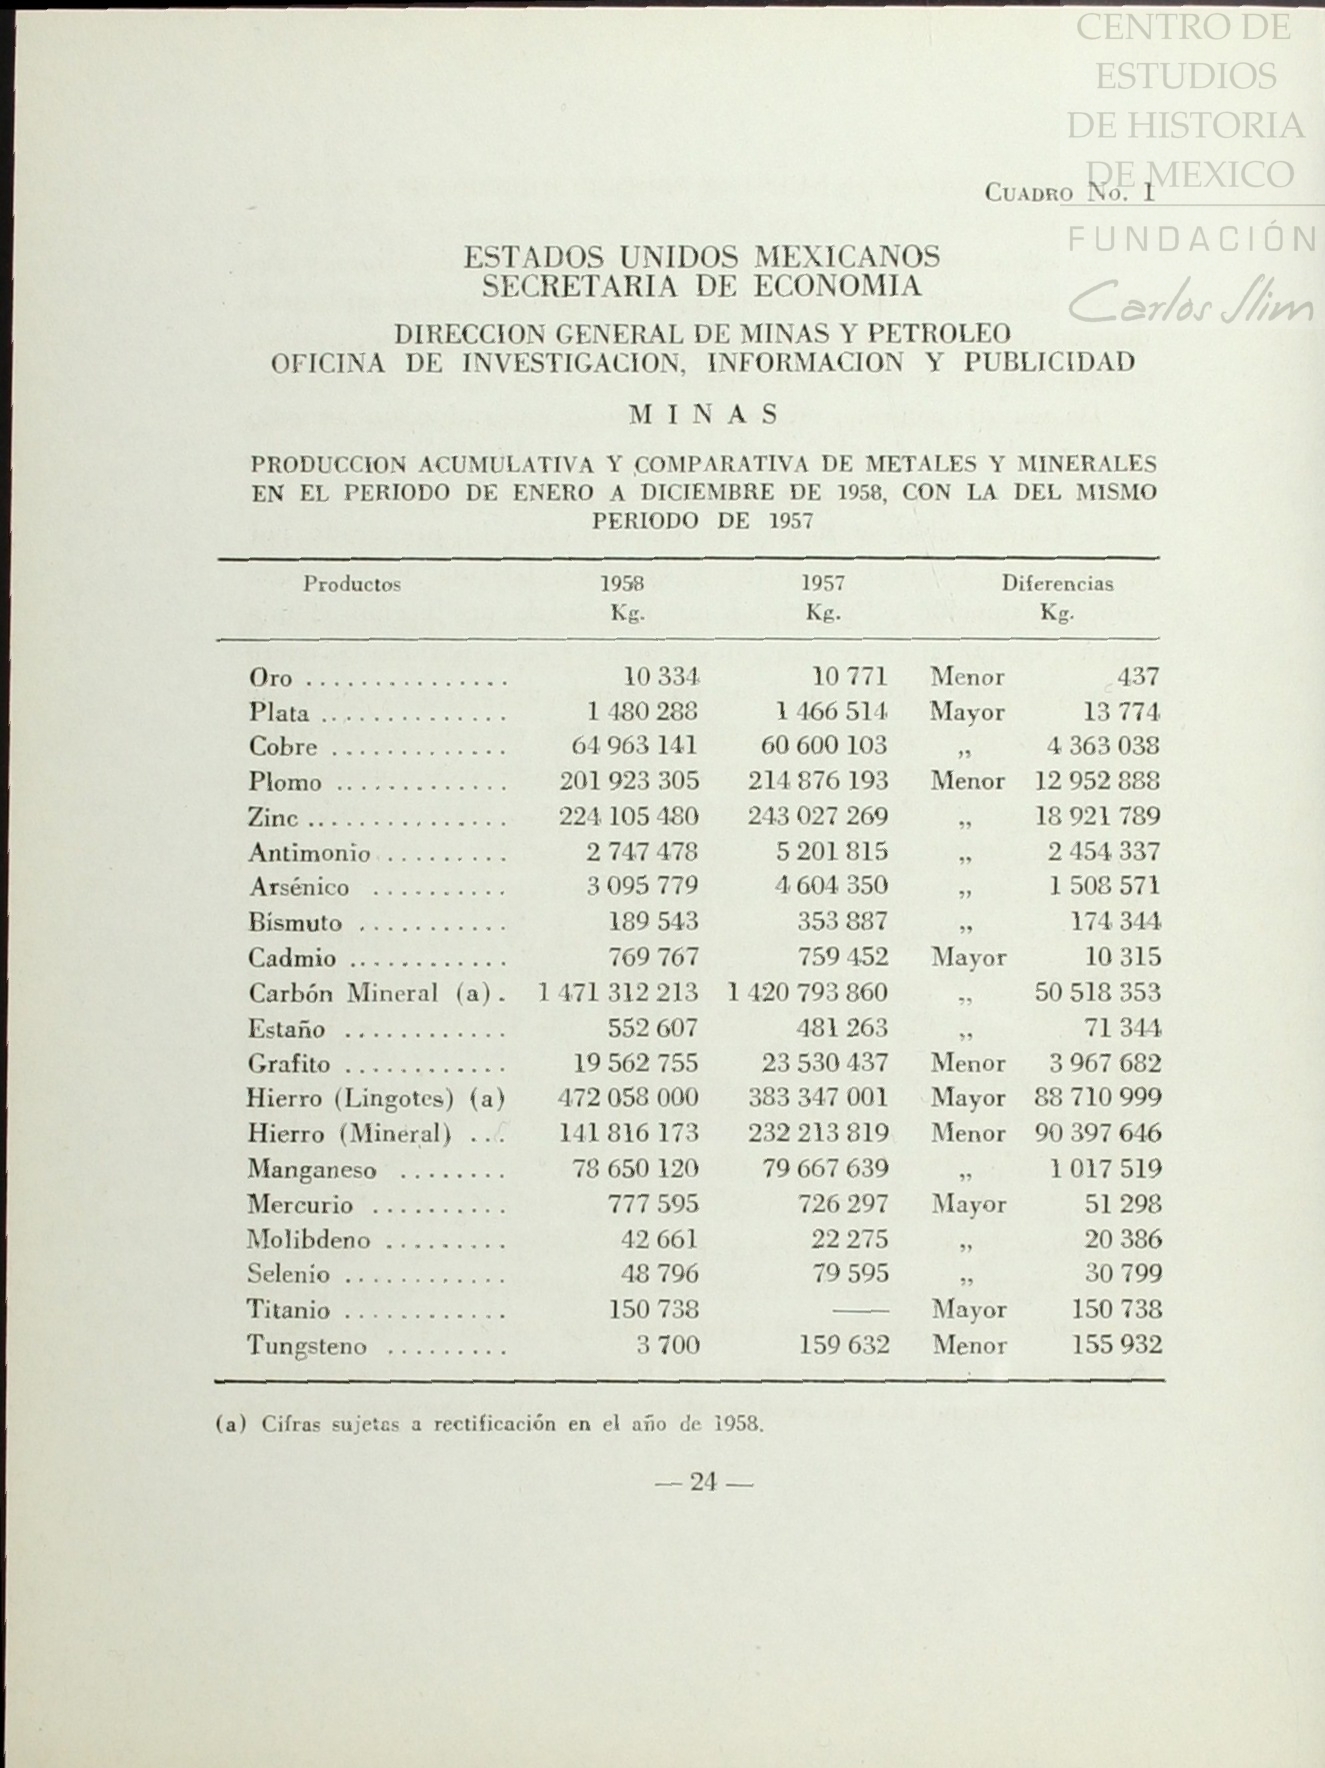 CENTRO DE
ESTUDIOS
DE HISTORIA
DE MEXICO
FUNDACIÓN
Carlos Slim
CUADRO No. 1
ESTADOS UNIDOS MEXICANOS
SECRETARIA DE ECONOMIA
DIRECCION GENERAL DE MINAS Y PETROLEO
OFICINA DE INVESTIGACION, INFORMACION Y PUBLICIDAD
MINAS
PRODUCCION ACUMULATIVA Y COMPARATIVA DE METALES Y MINERALES
EN EL PERIODO DE ENERO A DICIEMBRE DE 1958, CON LA DEL MISMO
PERIODO DE 1957
Productos 1958 1957 Diferencias
Kg. Kg. Kg.
Oro ............... 10 334 10 771 Menor 437
Plata .............. 1 480 288 1 466 514 Mayor 13 774
Cobre ............. 64 963 141 60 600 103 „ 4 363 038
Plomo ............. 201 923 305 214 876 193 Menor 12 952 888
Zinc ............... 224 105 480 243 027 269 „ 18 921 789
Antimonio .......... 2 747 478 5 201 815 „ 2 454 337
Arsénico .......... 3 095 779 4 604 350 „ 1 508 571
Bismuto ........... 189 543 353 887 „ 174 344
Cadmio ............ 769 767 759 452 Mayor 10 315
Carbón Mineral (a). 1 471 312 213 1 420 793 860 „ 50 518 353
Estaño ............ 552 607 481 263 „ 71 344
Grafito ............ 19 562 755 23 530 437 Menor 3 967 682
Hierro (Lingotes) (a) 472 058 000 383 347 001 Mayor 88 710 999
Hierro (Mineral) ... 141 816 173 232 213 819 Menor 90 397 646
Manganeso ........ 78 650 120 79 667 639 „ 1 017 519
Mercurio .......... 777 595 726 297 Mayor 51 298
Molibdeno ......... 42 661 22 275 „ 20 386
Selenio ............ 48 796 79 595 „ 30 799
Titanio ............ 150 738 — Mayor 150 738
Tungsteno ......... 3 700 159 632 Menor 155 932
(a) Cifras sujetas a rectificación en el año de 1958.
— 24 —